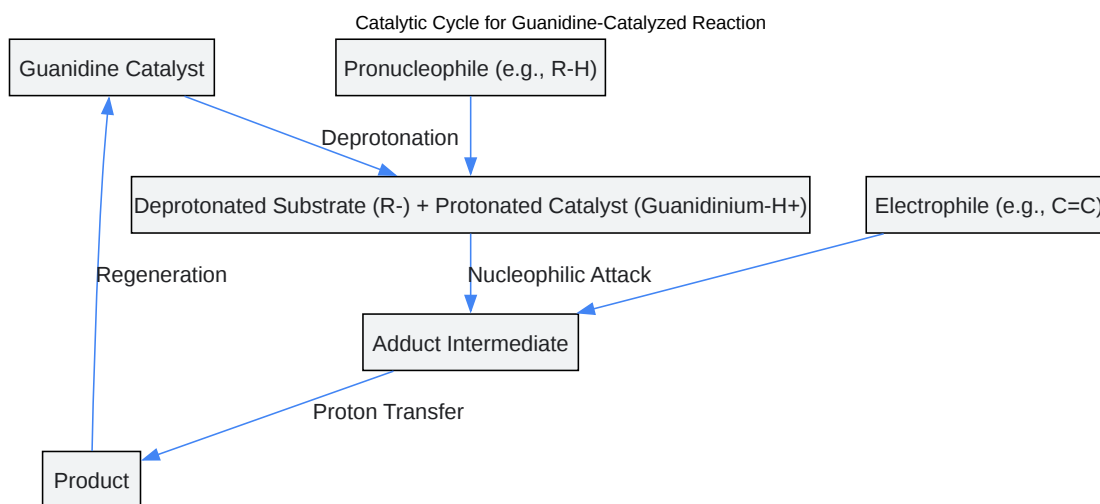 Catalytic Cycle for Guanidine-Catalyzed Reaction
Guanidine Catalyst
Pronucleophile (e.g., R-H)
Deprotonation
Deprotonated Substrate (R-) + Protonated Catalyst (Guanidinium-H+)
Electrophile (e.g., C=C)
Regeneration
Nucleophilic Attack
Adduct Intermediate
Proton Transfer
Product